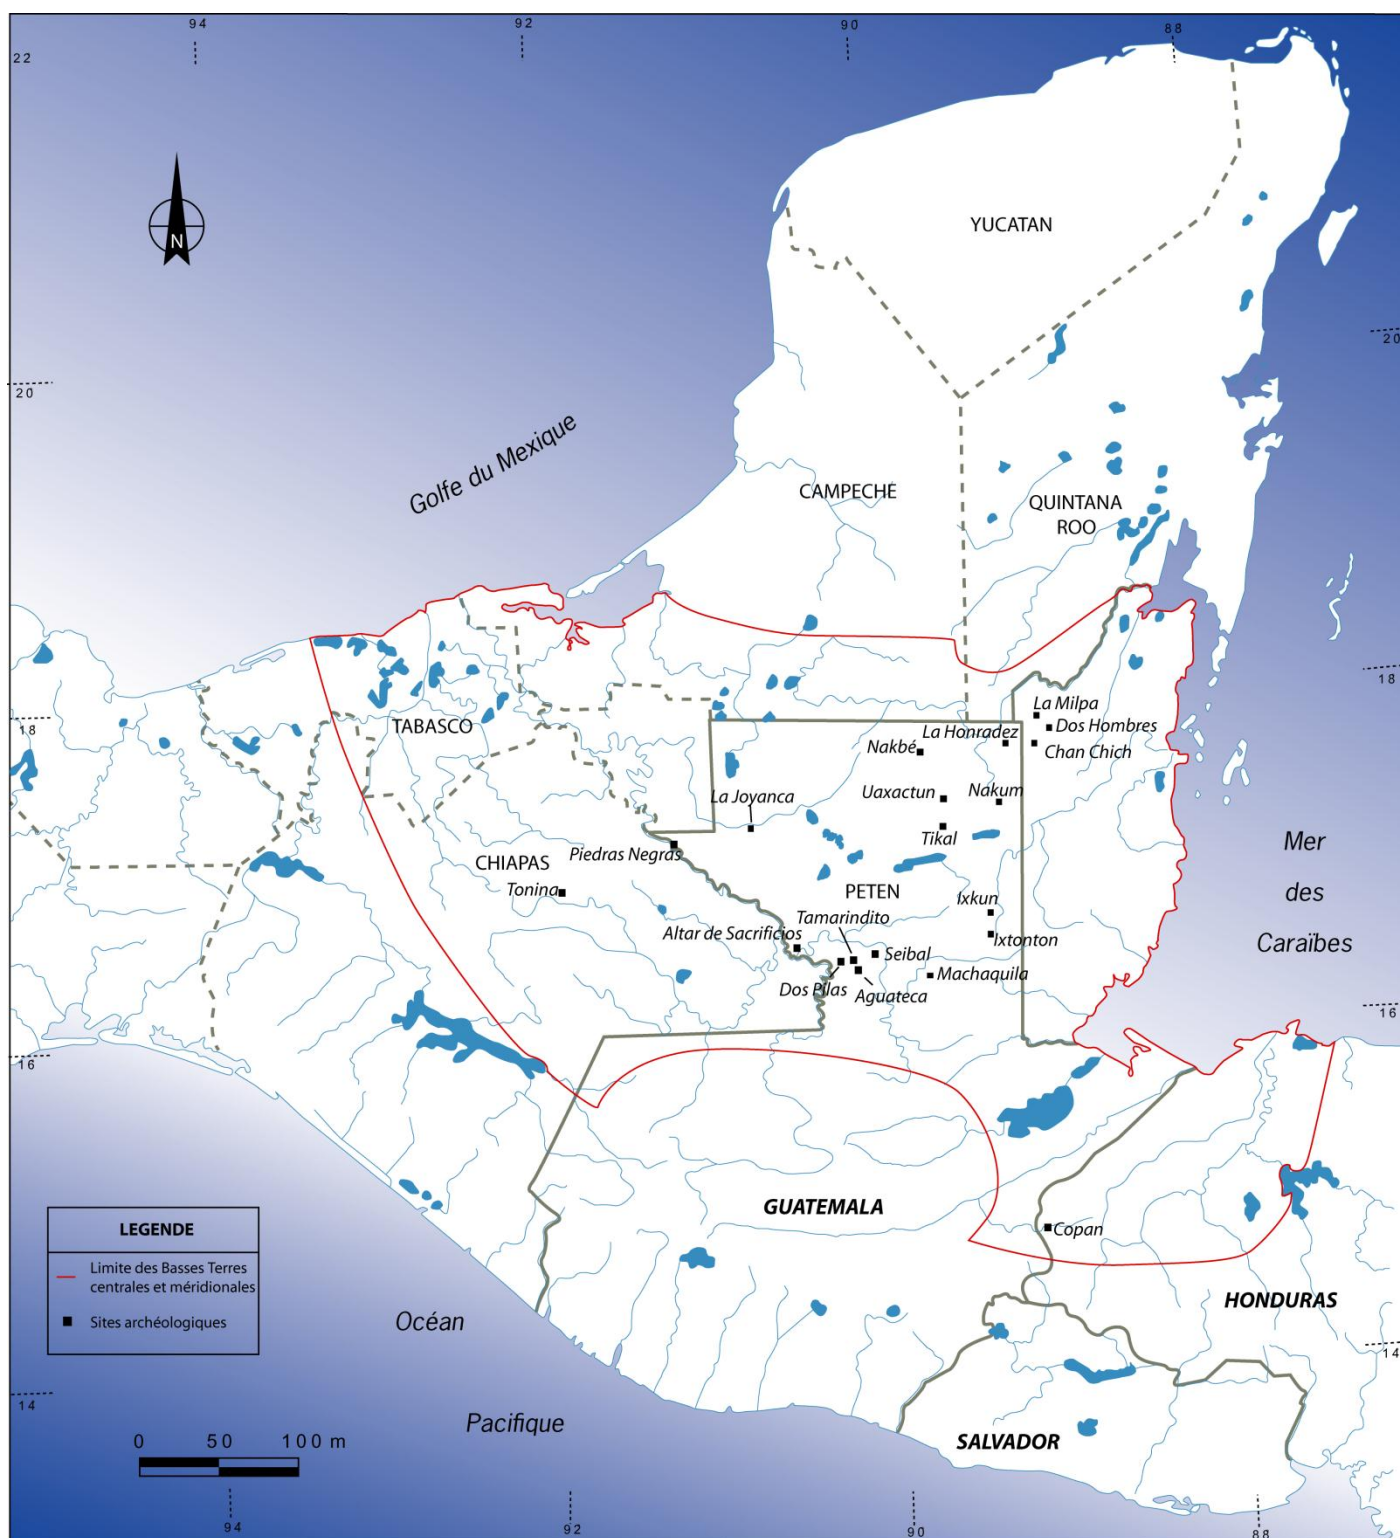 94
92
90
88
22
N
YUCATAN
20
20
Golfe du Mexique
CAMPECHE
QUINTANA
ROO
18
La Milpa
TABASCO
18
Dos Hombres
La Honradez
Nakbé
Chan Chich
La Joyanca
Uaxactun
Nakum
Tikal
Mer
des
Caraïbes
Piedras Negras
CHIAPAS
Tonina
PETEN
Ixkun
Tamarindito
Altar de Sacrificios
Ixtonton
Seibal
Machaquila
Dos Pilas
Aguateca
16
16
GUATEMALA
Copan
LEGENDE
Limite des Basses Terres
centrales et méridionales
Sites archéologiques
HONDURAS
Océan
Pacifique
14
14
SALVADOR
0 50 100 m
94
92
90
88